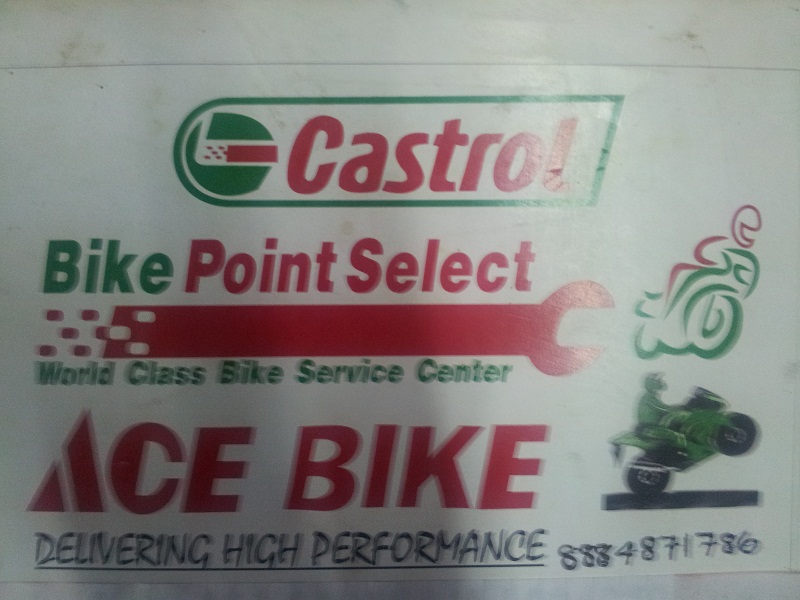 Castrol
Bike Point Select
World Class Bike Service Center
ACE BIKE
DELIVERING HIGH PERFORMANCE 8884871786